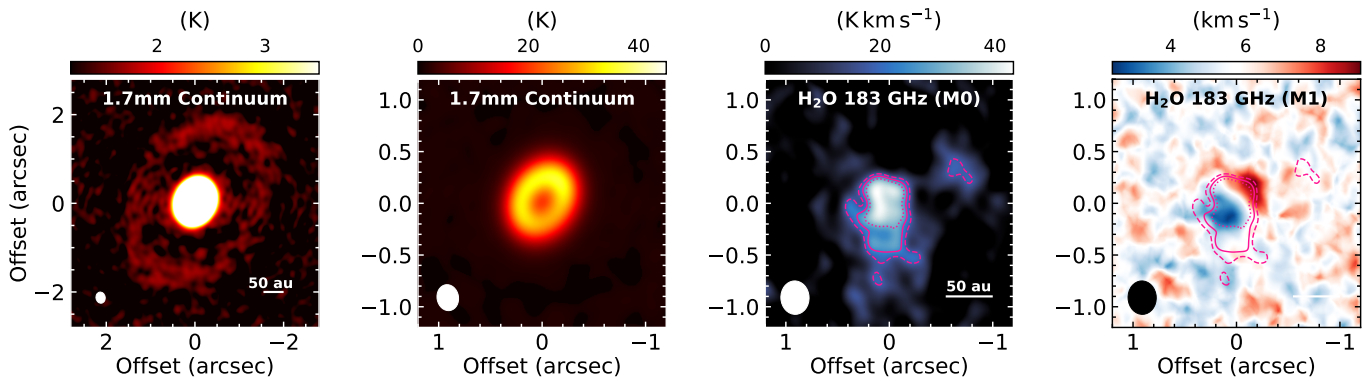 (K)
2 3
1.7mm Continuum
Offset (arcsec)
2
0
−2
50 au
2 0 −2
Offset (arcsec)
(K)
0 20 40
1.7mm Continuum
1.0
0.5
0.0
−0.5
−1.0
1 0 −1
Offset (arcsec)
(K km s⁻¹)
0 20 40
H₂O 183 GHz (M0)
1.0
0.5
0.0
−0.5
−1.0
50 au
1 0 −1
Offset (arcsec)
(km s⁻¹)
4 6 8
H₂O 183 GHz (M1)
1.0
0.5
0.0
−0.5
−1.0
1 0 −1
Offset (arcsec)